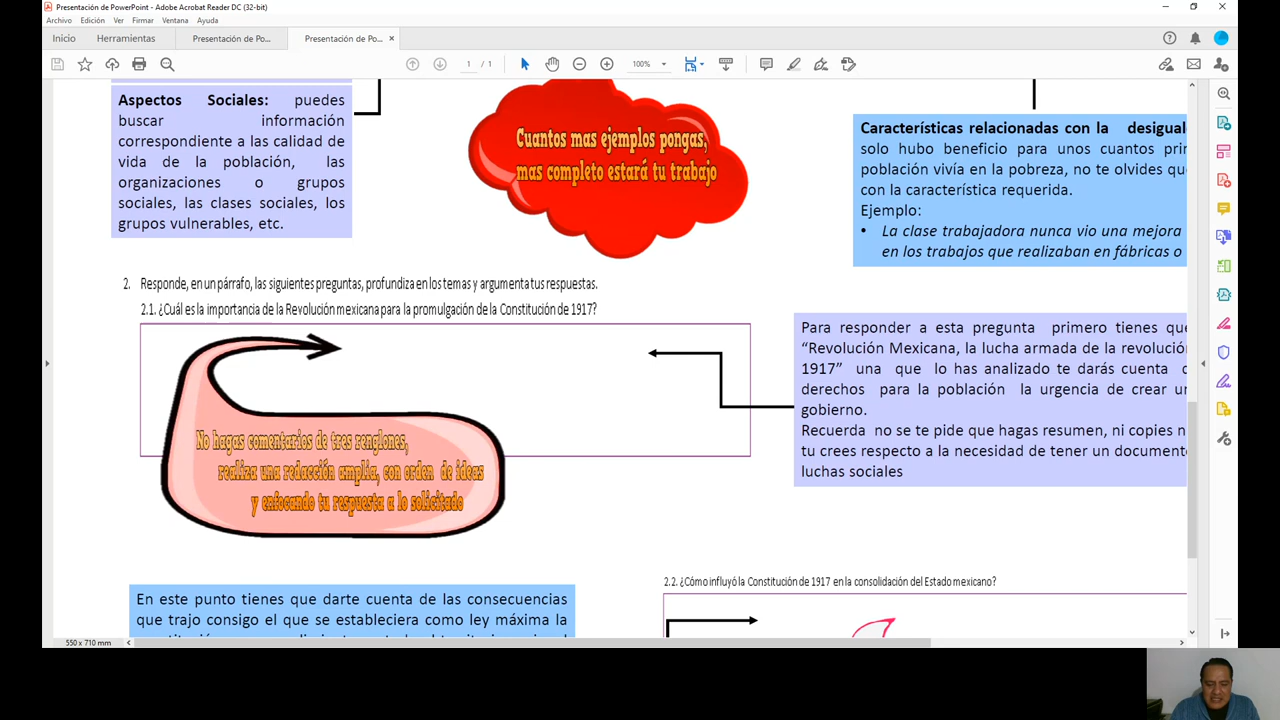 Presentación de PowerPoint - Adobe Acrobat Reader DC (32-bit)
Archivo Edición Ver Firmar Ventana Ayuda
Inicio Herramientas Presentación de Po... Presentación de Po... ×
1 / 1 100%
Aspectos Sociales: puedes
buscar información
correspondiente a las calidad de
vida de la población, las
organizaciones o grupos
sociales, las clases sociales, los
grupos vulnerables, etc.
Cuantos mas ejemplos pongas,
mas completo estará tu trabajo
Características relacionadas con la desigual
solo hubo beneficio para unos cuantos pri
población vivía en la pobreza, no te olvides qu
con la característica requerida.
Ejemplo:
• La clase trabajadora nunca vio una mejora
en los trabajos que realizaban en fábricas o
2. Responde, en un párrafo, las siguientes preguntas, profundiza en los temas y argumenta tus respuestas.
2.1. ¿Cuál es la importancia de la Revolución mexicana para la promulgación de la Constitución de 1917?
No hagas comentarios de tres renglones,
realiza una redacción amplia, con orden de ideas
y enfocando tu respuesta a lo solicitado
Para responder a esta pregunta primero tienes que
“Revolución Mexicana, la lucha armada de la revolución
1917” una que lo has analizado te darás cuenta
derechos para la población la urgencia de crear un
gobierno.
Recuerda no se te pide que hagas resumen, ni copies n
tu crees respecto a la necesidad de tener un documento
luchas sociales
En este punto tienes que darte cuenta de las consecuencias
que trajo consigo el que se estableciera como ley máxima la
2.2. ¿Cómo influyó la Constitución de 1917 en la consolidación del Estado mexicano?
550 x 710 mm